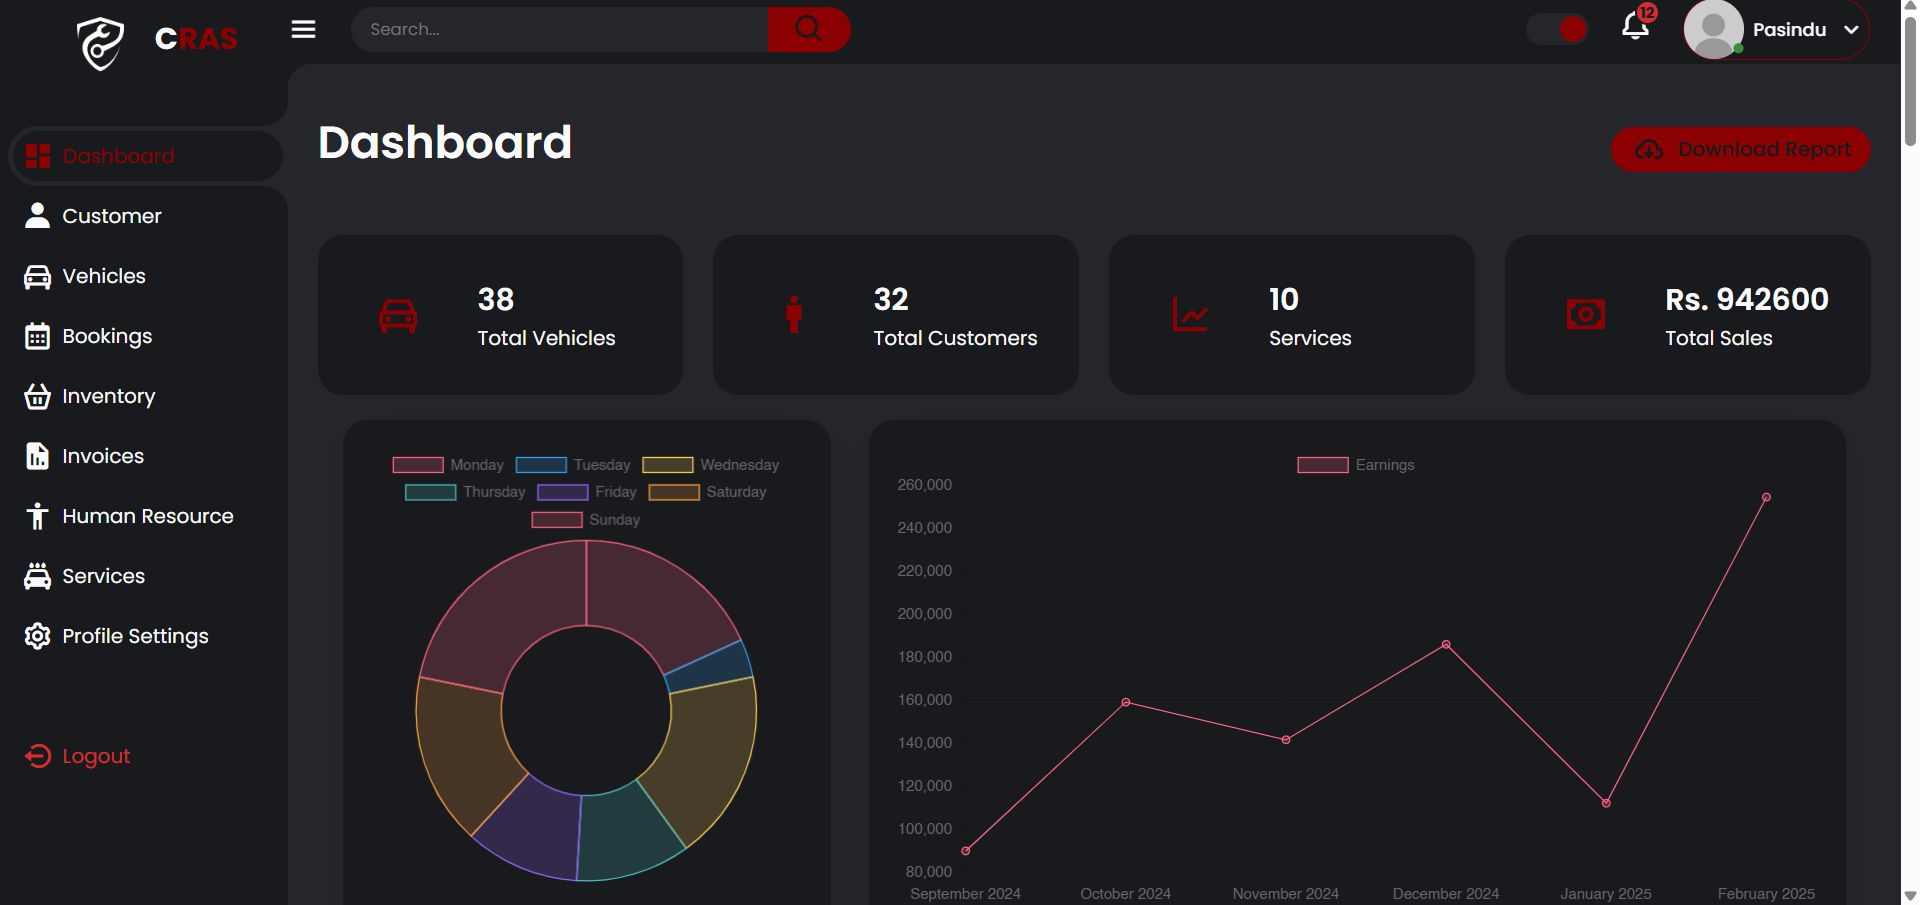 CRAS
Search...
12
Pasindu
Dashboard
Customer
Vehicles
Bookings
Inventory
Invoices
Human Resource
Services
Profile Settings
Logout
Dashboard
Download Report
38
Total Vehicles
32
Total Customers
10
Services
Rs. 942600
Total Sales
Monday Tuesday Wednesday
Thursday Friday Saturday
Sunday
Earnings
260,000
240,000
220,000
200,000
180,000
160,000
140,000
120,000
100,000
80,000
September 2024 October 2024 November 2024 December 2024 January 2025 February 2025